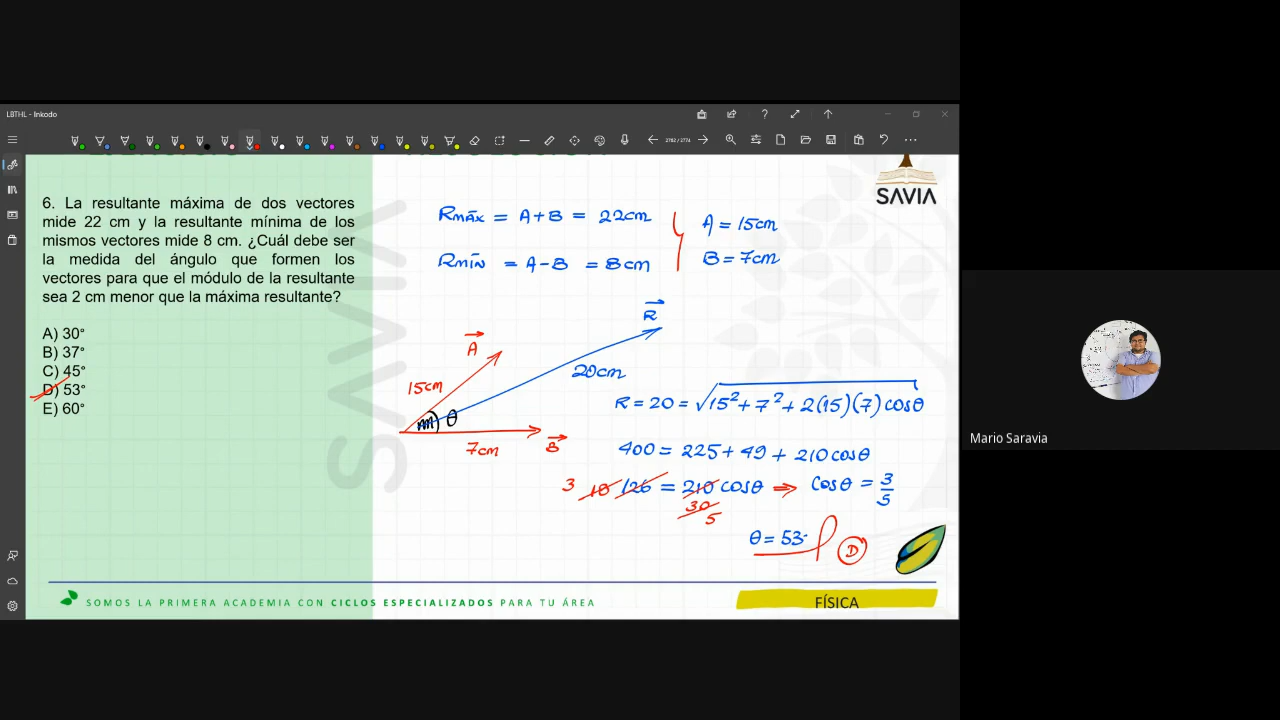 LBTHL - Inkodo
2762 / 2774
SAVIA
6. La resultante máxima de dos vectores
mide 22 cm y la resultante mínima de los
mismos vectores mide 8 cm. ¿Cuál debe ser
la medida del ángulo que formen los
vectores para que el módulo de la resultante
sea 2 cm menor que la máxima resultante?
A) 30°
B) 37°
C) 45°
D) 53°
E) 60°
SAVIA
Rmáx = A+B = 22cm
Rmín = A-B = 8cm
A = 15cm
B = 7cm
R
A
20cm
15cm
θ
7cm
B
R = 20 = √15²+7²+2(15)(7)cosθ
400 = 225 + 49 + 210 cosθ
3 18 126 = 210 cosθ ⇒ cosθ = 3/5
30
5
θ = 53°
D
SOMOS LA PRIMERA ACADEMIA CON CICLOS ESPECIALIZADOS PARA TU ÁREA
FÍSICA
Mario Saravia